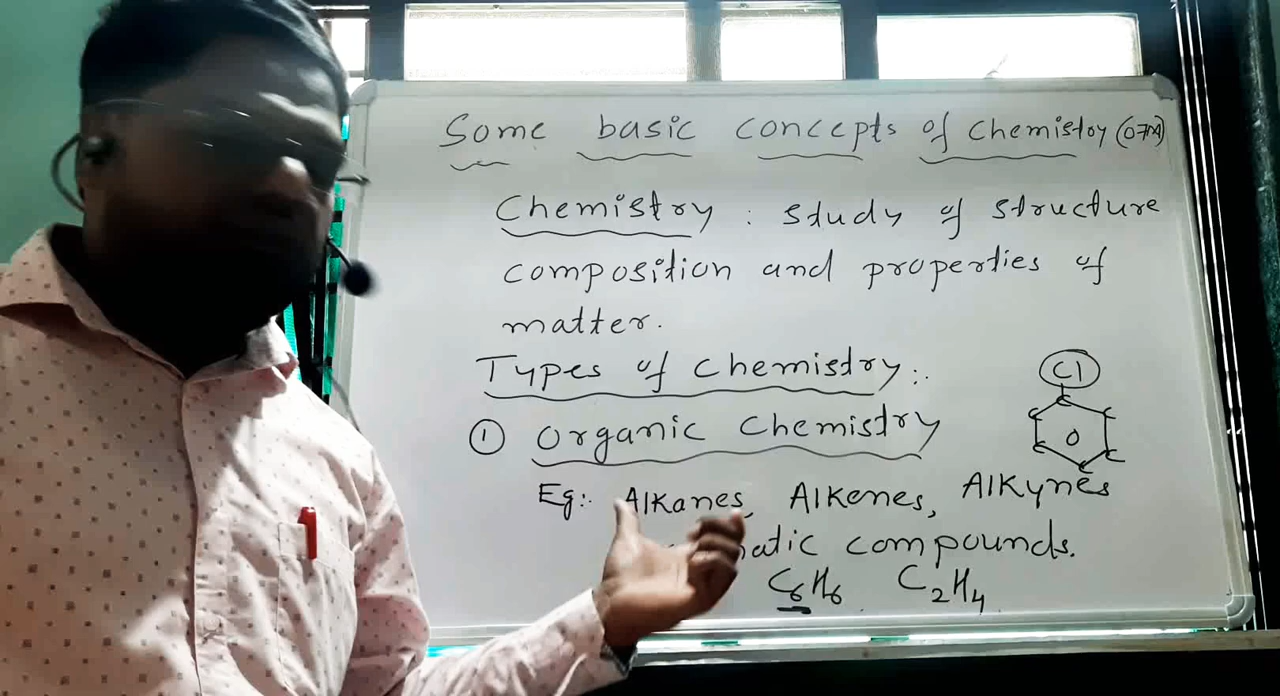 Some basic concepts of Chemistry (07M)
Chemistry : Study of structure
composition and properties of
matter.
Types of Chemistry:.
Cl
① Organic Chemistry
C C C C C C
Eg:. Alkanes, Alkenes, Alkynes
compounds.
C6H6 C2H4